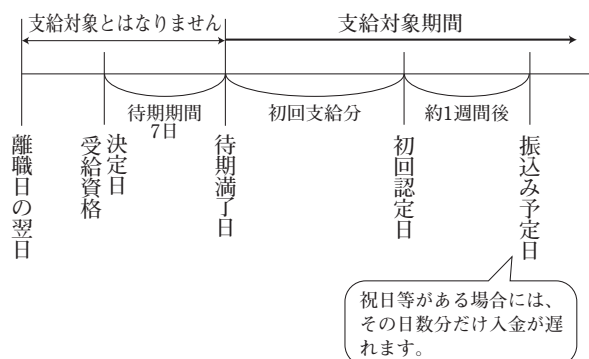 支給対象とはなりません
支給対象期間
待期期間
7日
初回支給分
約1週間後
離職日の翌日
受給資格
決定日
待期満了日
初回認定日
振込み予定日
祝日等がある場合には、
その日数分だけ入金が遅
れます。